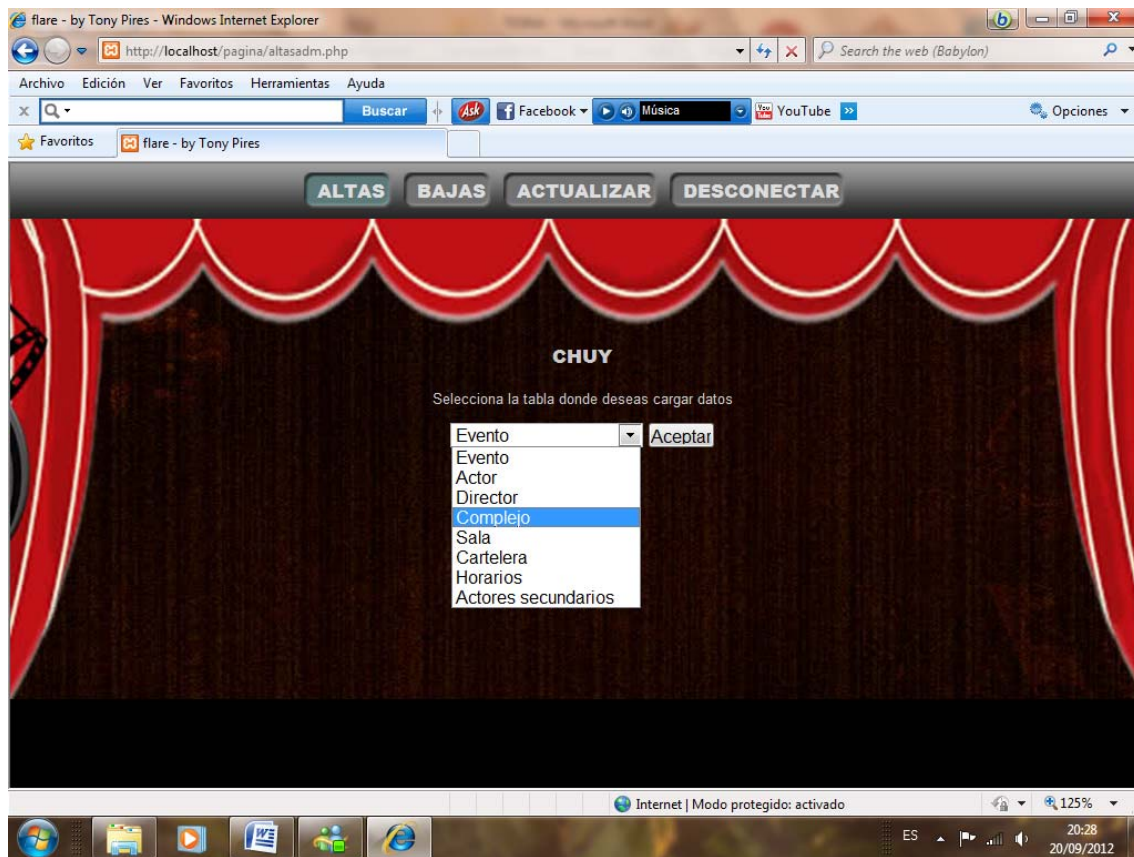 flare - by Tony Pires - Windows Internet Explorer
http://localhost/pagina/altasadm.php
Search the web (Babylon)
Archivo Edición Ver Favoritos Herramientas Ayuda
x Buscar Ask Facebook Música YouTube Opciones
Favoritos flare - by Tony Pires
ALTAS BAJAS ACTUALIZAR DESCONECTAR
CHUY
Selecciona la tabla donde deseas cargar datos
Evento Aceptar
Evento
Actor
Director
Complejo
Sala
Cartelera
Horarios
Actores secundarios
Internet | Modo protegido: activado 125%
ES 20:28
20/09/2012